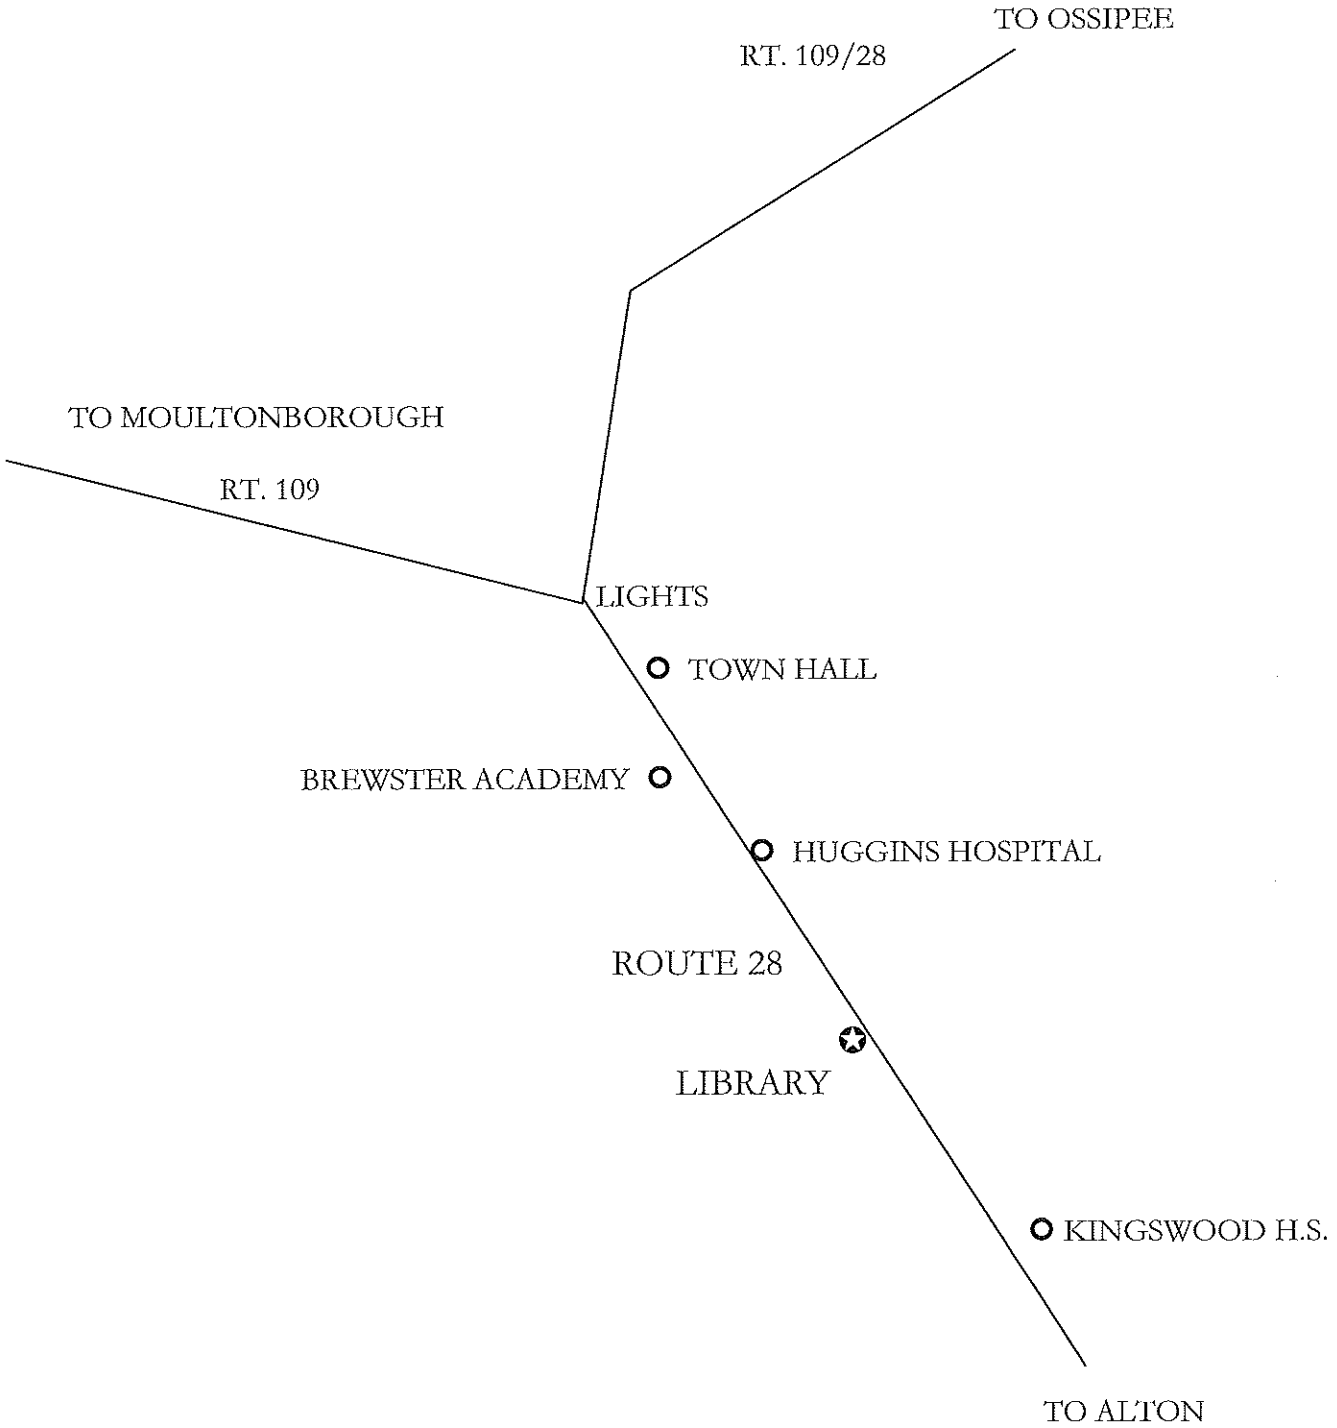 TO OSSIPEE
RT. 109/28
TO MOULTONBOROUGH
RT. 109
LIGHTS
TOWN HALL
BREWSTER ACADEMY
HUGGINS HOSPITAL
ROUTE 28
LIBRARY
KINGSWOOD H.S.
TO ALTON